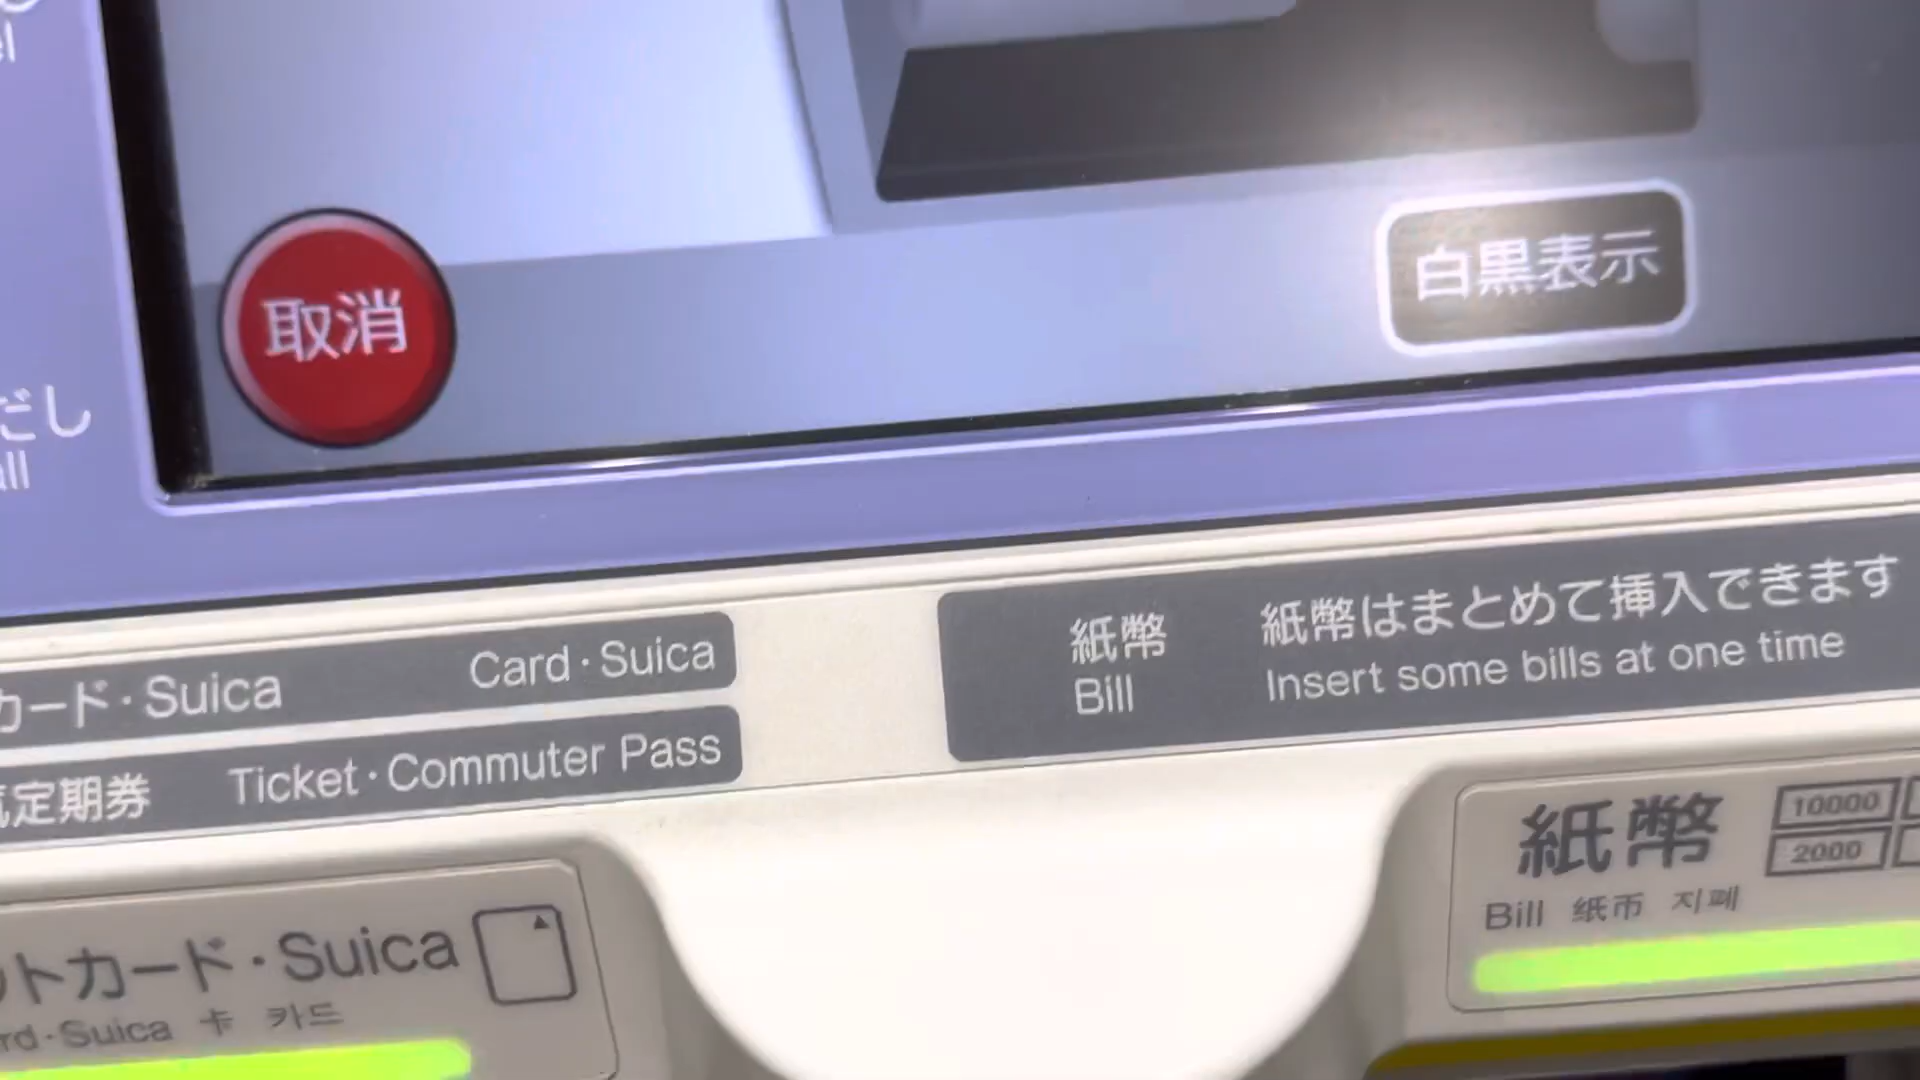 だし
取消
白黒表示
カード・Suica Card・Suica
定期券 Ticket・Commuter Pass
紙幣 紙幣はまとめて挿入できます
Bill Insert some bills at one time
トカード・Suica
rd・Suica 卡 카드
紙幣 10000
2000
Bill 纸币 지폐